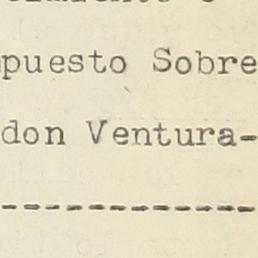 puesto Sobre
don Ventura-
-----------